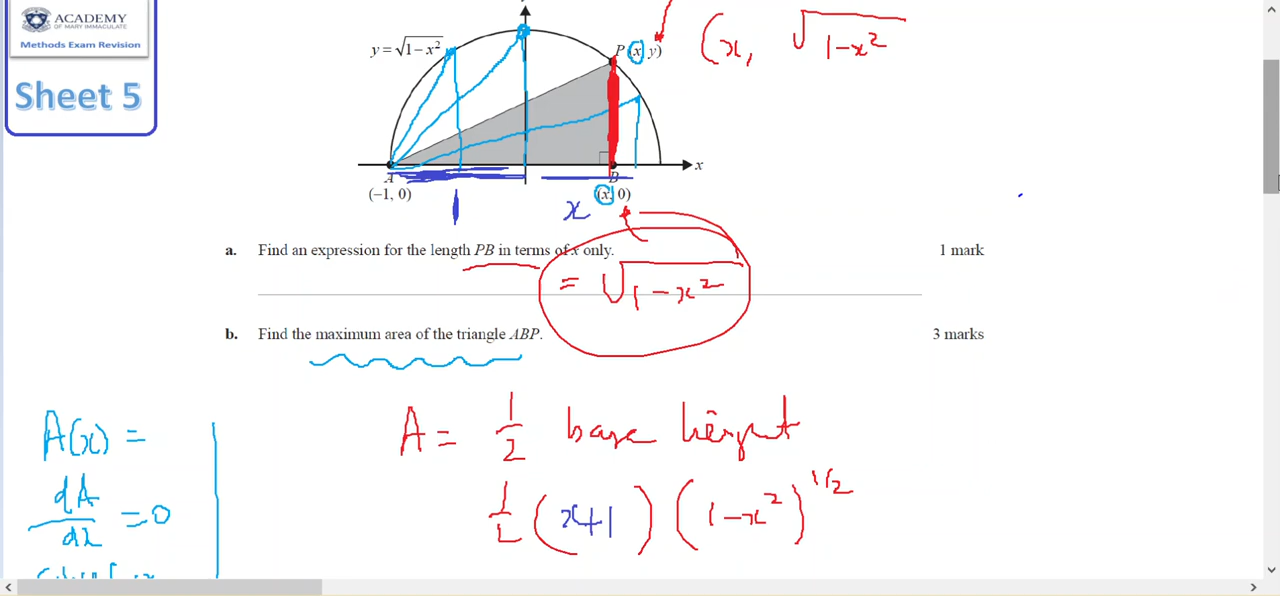 ACADEMY
OF MARY IMMACULATE
Methods Exam Revision
Sheet 5
y = √1−x²
P (x, y)
(x, √1−x²
x
A
B
(−1, 0)
(x, 0)
1
x
a. Find an expression for the length PB in terms of x only. 1 mark
= √1−x²
b. Find the maximum area of the triangle ABP. 3 marks
A(x) =
dA/dx = 0
A = 1/2 base height
1/2 (x+1) (1−x²)^1/2